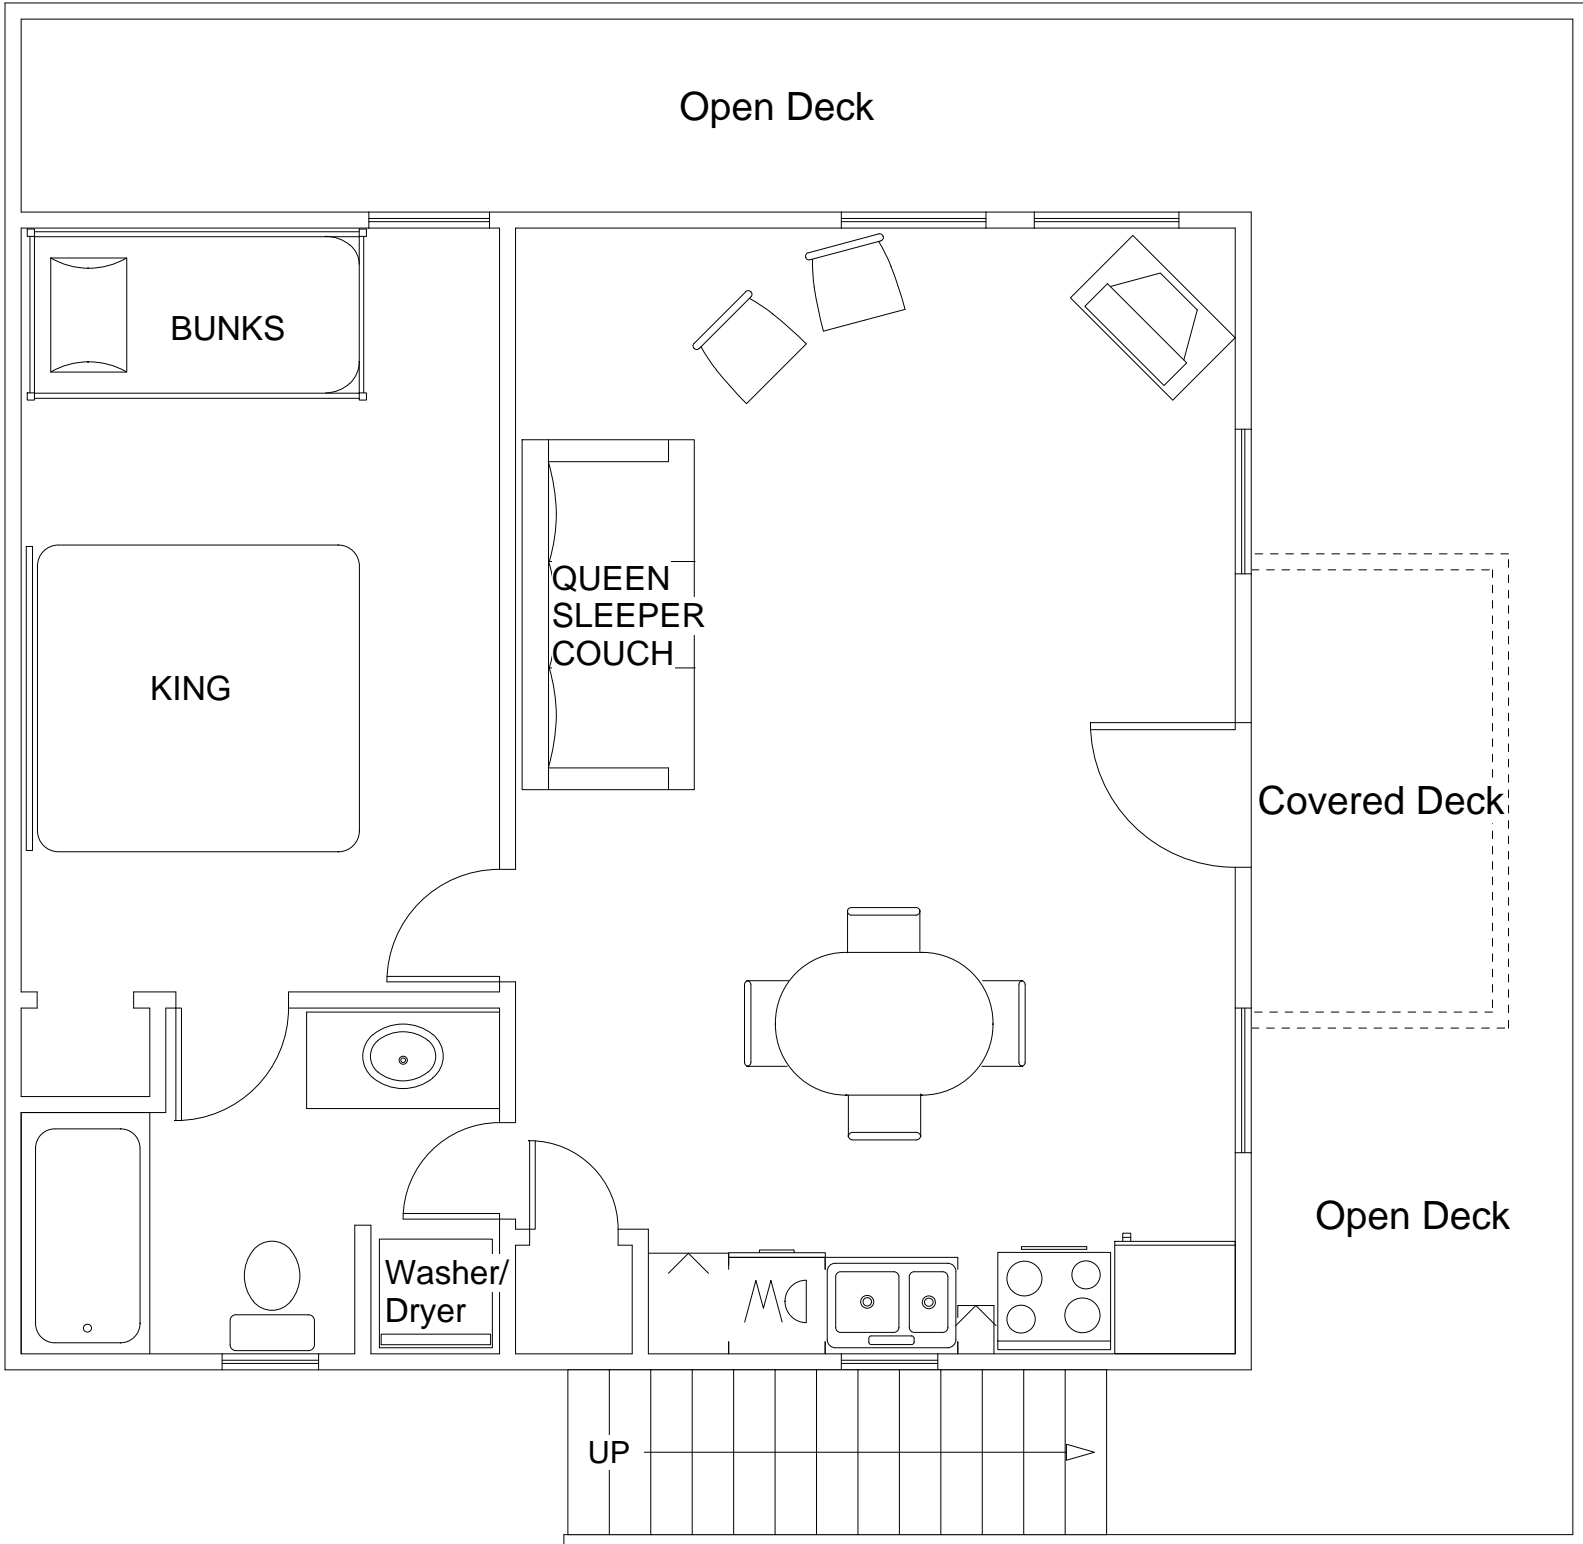 Open Deck
BUNKS
QUEEN
SLEEPER
COUCH
KING
Covered Deck
Open Deck
Washer/
Dryer
UP